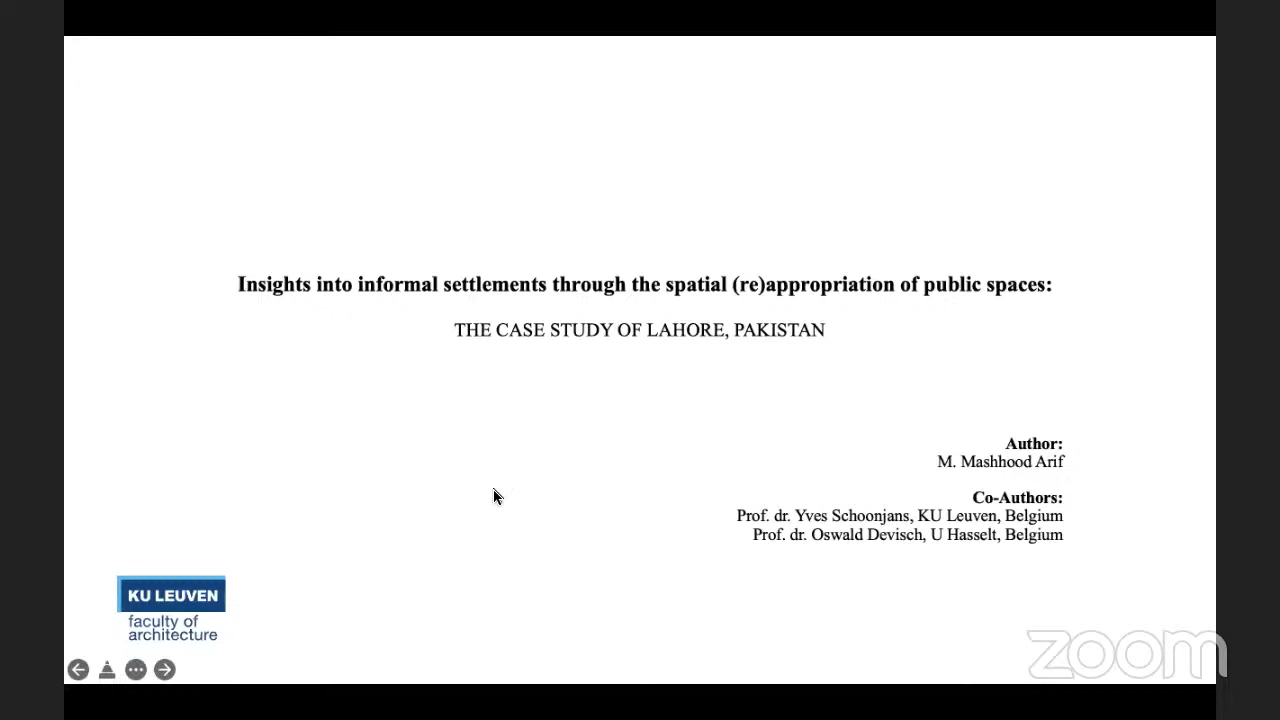 Insights into informal settlements through the spatial (re)appropriation of public spaces:
THE CASE STUDY OF LAHORE, PAKISTAN
Author:
M. Mashhood Arif
Co-Authors:
Prof. dr. Yves Schoonjans, KU Leuven, Belgium
Prof. dr. Oswald Devisch, U Hasselt, Belgium
KU LEUVEN
faculty of
architecture
zoom